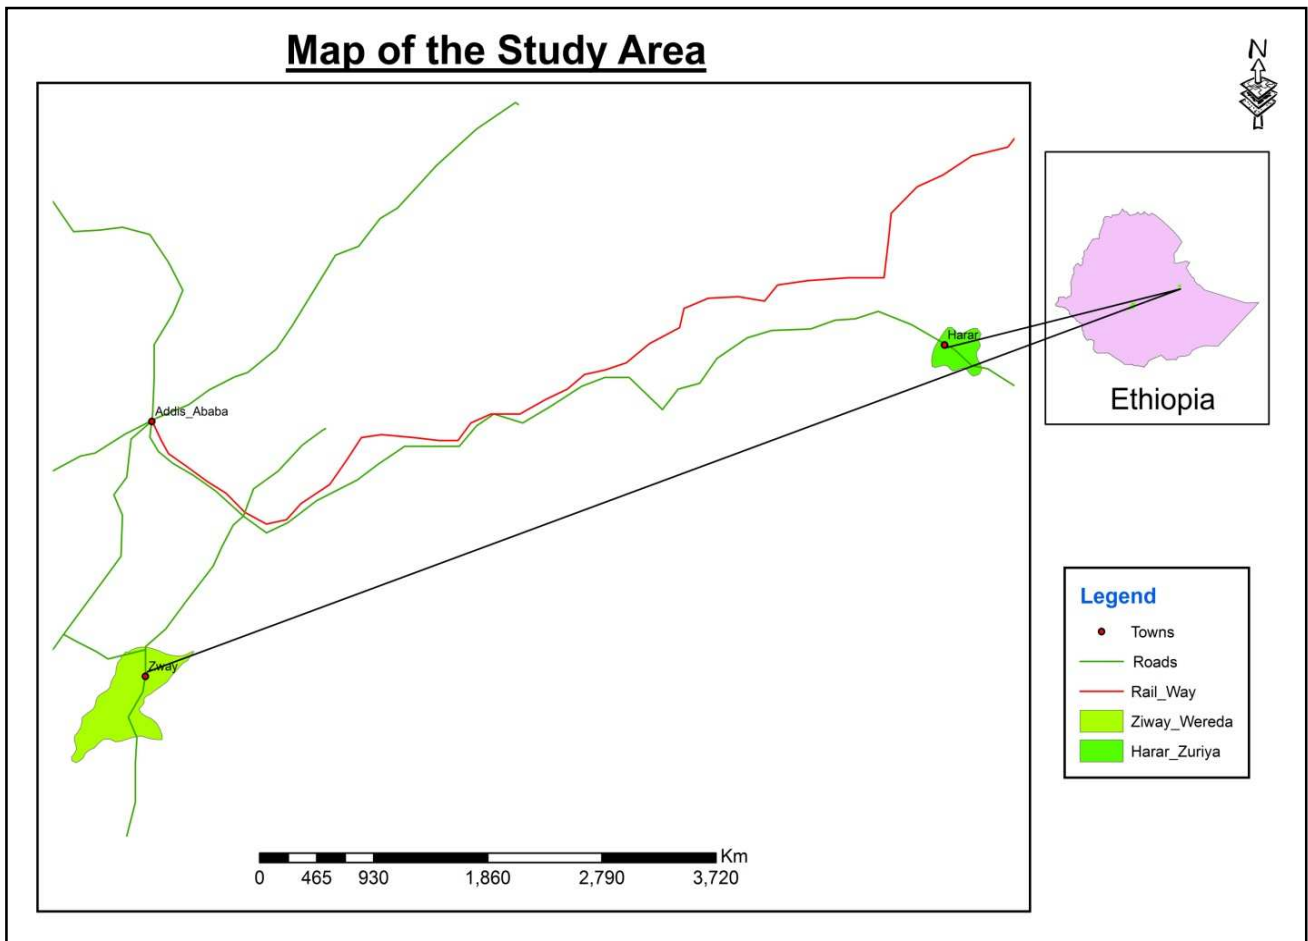 Map of the Study Area
N
Harar
Addis_Ababa
Ethiopia
Zway
Legend
Towns
Roads
Rail_Way
Ziway_Wereda
Harar_Zuriya
Km
0 465 930 1,860 2,790 3,720